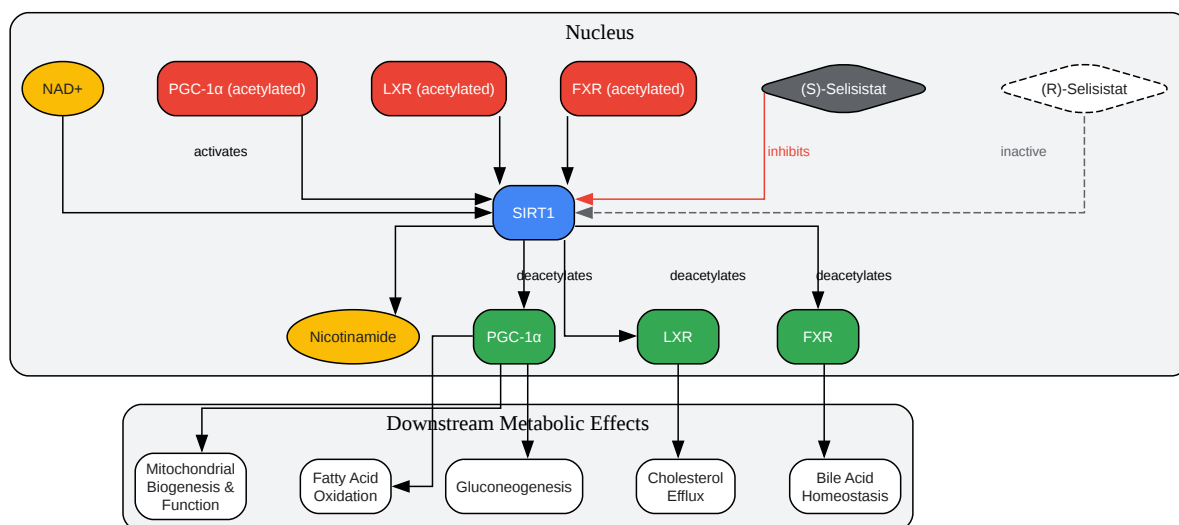 Nucleus
NAD+
PGC-1α (acetylated)
LXR (acetylated)
FXR (acetylated)
(S)-Selisistat
(R)-Selisistat
activates
inhibits
inactive
SIRT1
deacetylates
deacetylates
deacetylates
Nicotinamide
PGC-1α
LXR
FXR
Downstream Metabolic Effects
Mitochondrial
Biogenesis &
Function
Fatty Acid
Oxidation
Gluconeogenesis
Cholesterol
Efflux
Bile Acid
Homeostasis